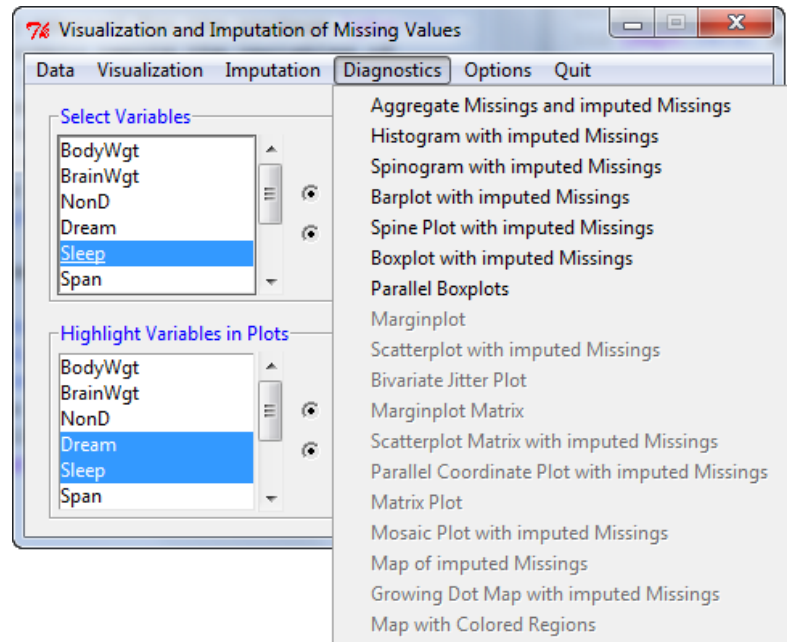 Visualization and Imputation of Missing Values
Data Visualization Imputation Diagnostics Options Quit
Select Variables
BodyWgt
BrainWgt
NonD
Dream
Sleep
Span
Highlight Variables in Plots
BodyWgt
BrainWgt
NonD
Dream
Sleep
Span
Aggregate Missings and imputed Missings
Histogram with imputed Missings
Spinogram with imputed Missings
Barplot with imputed Missings
Spine Plot with imputed Missings
Boxplot with imputed Missings
Parallel Boxplots
Marginplot
Scatterplot with imputed Missings
Bivariate Jitter Plot
Marginplot Matrix
Scatterplot Matrix with imputed Missings
Parallel Coordinate Plot with imputed Missings
Matrix Plot
Mosaic Plot with imputed Missings
Map of imputed Missings
Growing Dot Map with imputed Missings
Map with Colored Regions